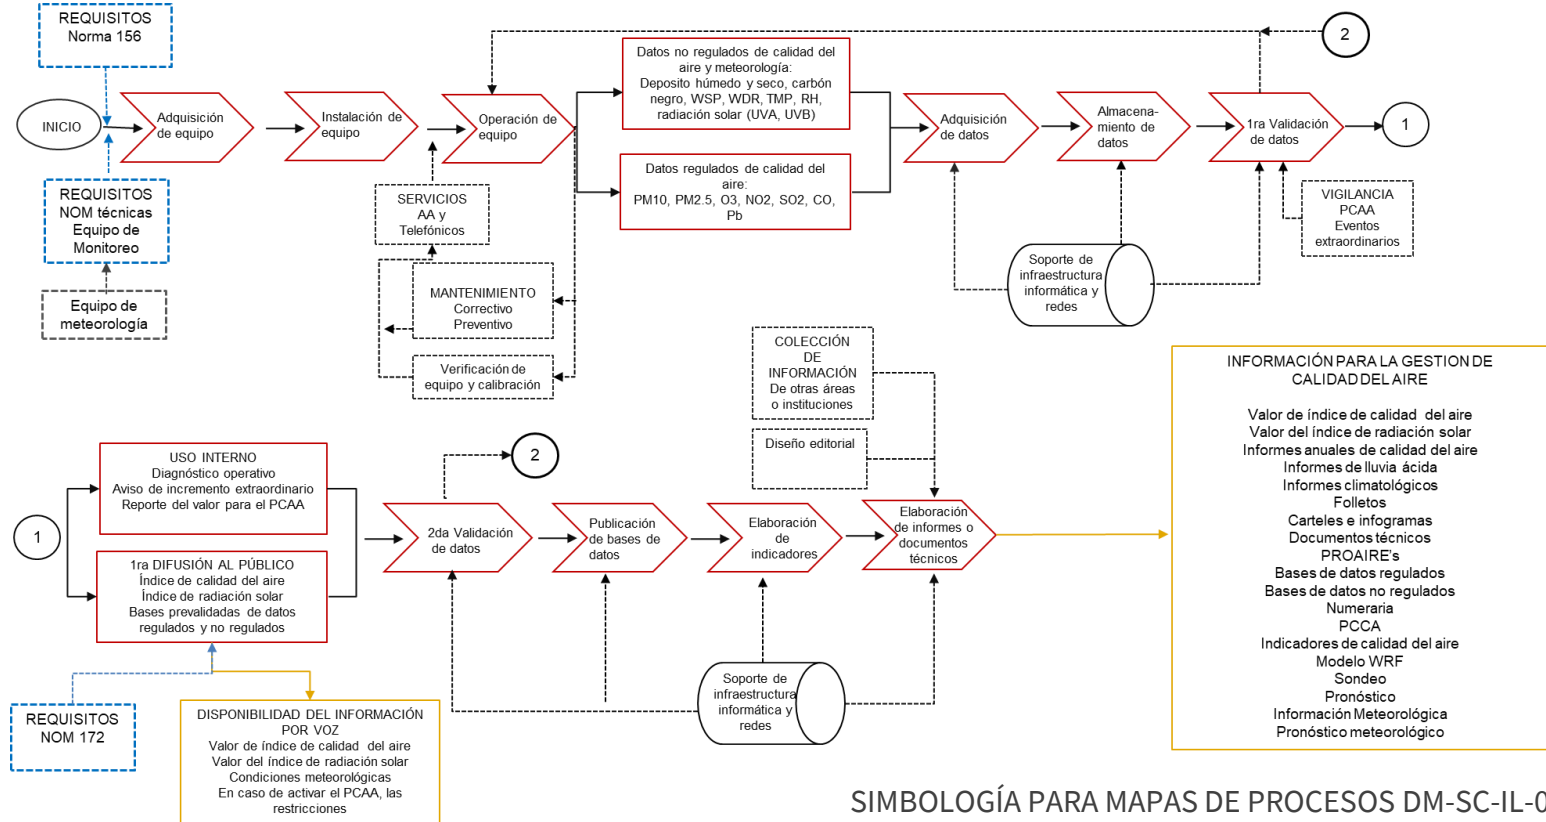 REQUISITOS
Norma 156
INICIO
Adquisición
de equipo
Instalación de
equipo
Operación de
equipo
Datos no regulados de calidad del
aire y meteorología:
Deposito húmedo y seco, carbón
negro, WSP, WDR, TMP, RH,
radiación solar (UVA, UVB)
Datos regulados de calidad del
aire:
PM10, PM2.5, O3, NO2, SO2, CO,
Pb
Adquisición
de datos
Almacena-
miento de
datos
1ra Validación
de datos
2
1
REQUISITOS
NOM técnicas
Equipo de
Monitoreo
Equipo de
meteorología
SERVICIOS
AA y
Telefónicos
MANTENIMIENTO
Correctivo
Preventivo
Verificación de
equipo y calibración
Soporte de
infraestructura
informática y
redes
VIGILANCIA
PCAA
Eventos
extraordinarios
COLECCIÓN
DE
INFORMACIÓN
De otras áreas
o instituciones
Diseño editorial
1
USO INTERNO
Diagnóstico operativo
Aviso de incremento extraordinario
Reporte del valor para el PCAA
1ra DIFUSIÓN AL PÚBLICO
Índice de calidad del aire
Índice de radiación solar
Bases prevalidadas de datos
regulados y no regulados
2
2da Validación
de datos
Publicación
de bases de
datos
Elaboración
de
indicadores
Elaboración
de informes o
documentos
técnicos
REQUISITOS
NOM 172
DISPONIBILIDAD DEL INFORMACIÓN
POR VOZ
Valor de índice de calidad del aire
Valor del índice de radiación solar
Condiciones meteorológicas
En caso de activar el PCAA, las
restricciones
Soporte de
infraestructura
informática y
redes
INFORMACIÓN PARA LA GESTION DE
CALIDAD DEL AIRE
Valor de índice de calidad del aire
Valor del índice de radiación solar
Informes anuales de calidad del aire
Informes de lluvia ácida
Informes climatológicos
Folletos
Carteles e infogramas
Documentos técnicos
PROAIRE's
Bases de datos regulados
Bases de datos no regulados
Numeraria
PCCA
Indicadores de calidad del aire
Modelo WRF
Sondeo
Pronóstico
Información Meteorológica
Pronóstico meteorológico
SIMBOLOGÍA PARA MAPAS DE PROCESOS DM-SC-IL-0